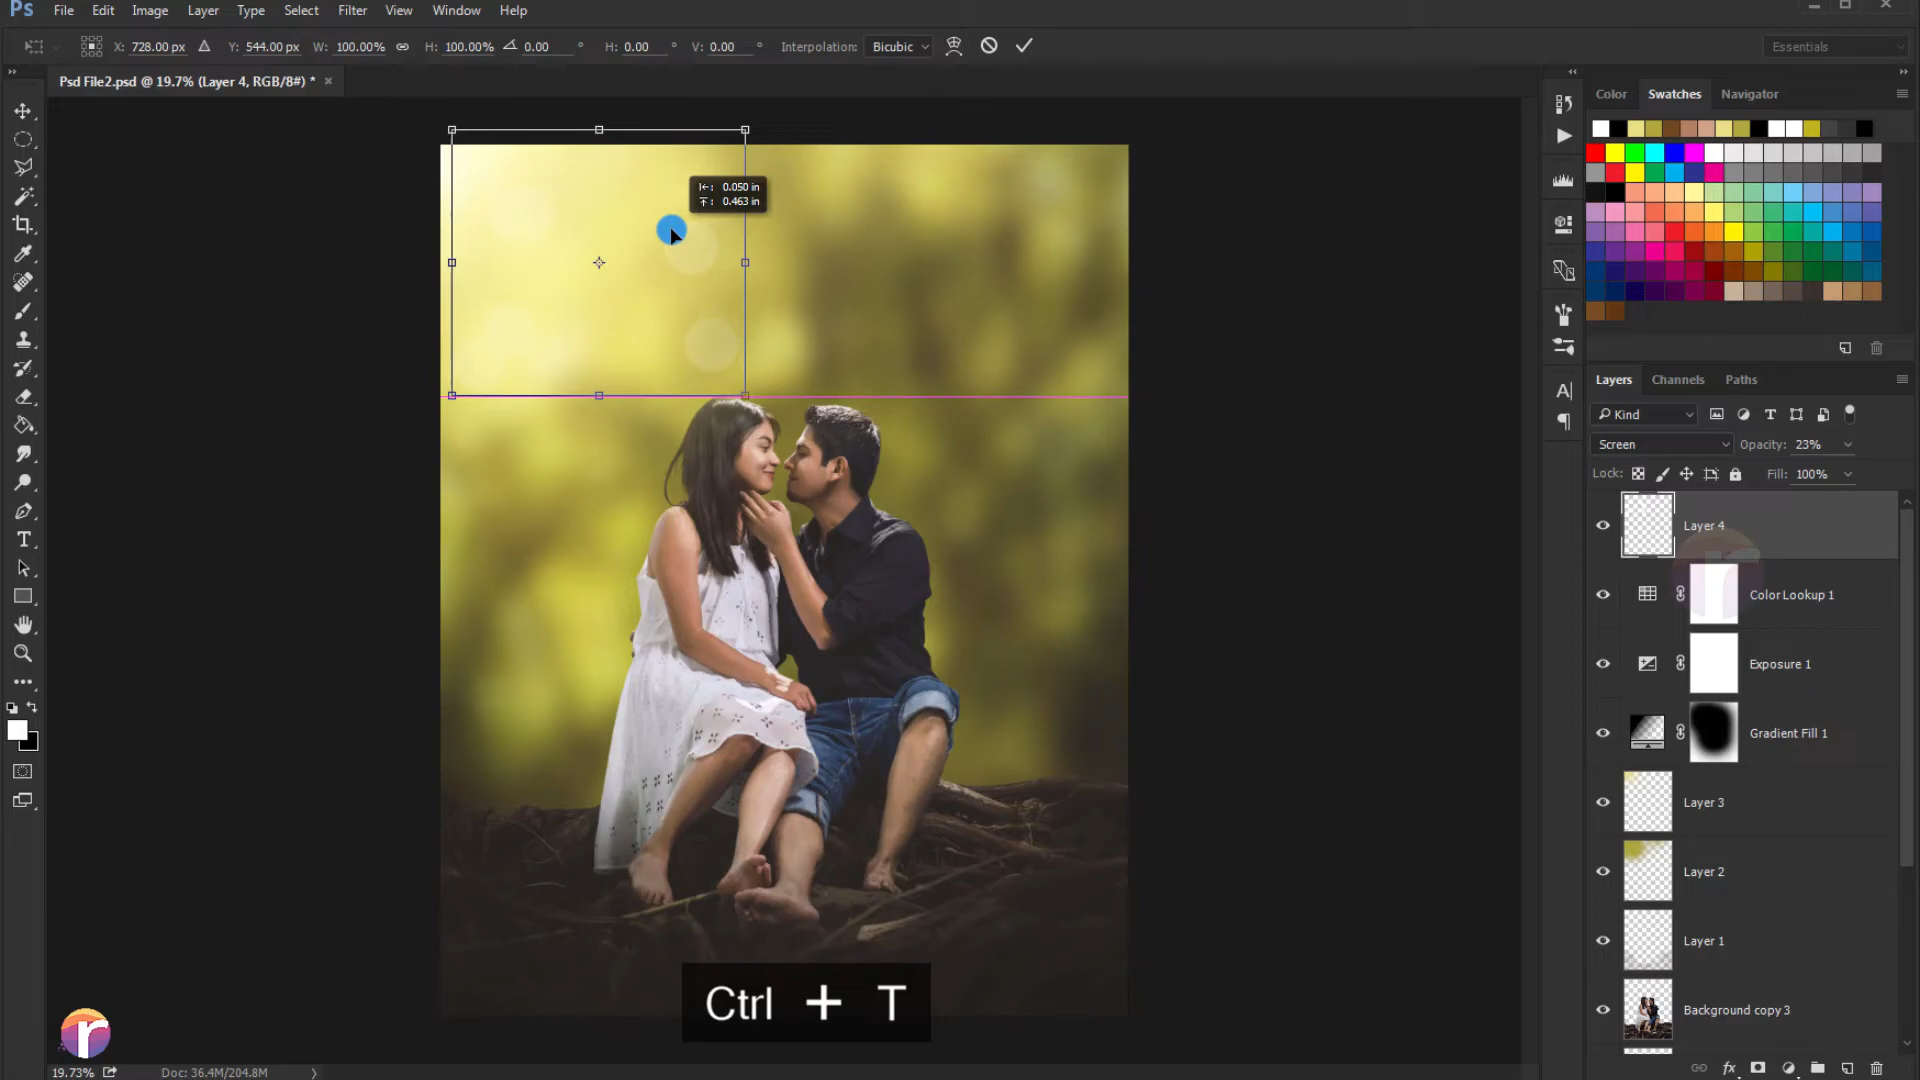 Ps File Edit Image Layer Type Select Filter View Window Help
X: 728.00 px Y: 544.00 px W: 100.00% H: 100.00% 0.00 ° H: 0.00 ° V: 0.00 ° Interpolation: Bicubic Essentials
Psd File2.psd @ 19.7% (Layer 4, RGB/8#) * ×
Color Swatches Navigator
: 0.050 in
: 0.463 in
Layers Channels Paths
Kind
Screen Opacity: 23%
Lock: Fill: 100%
Layer 4
Color Lookup 1
Exposure 1
Gradient Fill 1
Layer 3
Layer 2
Layer 1
Background copy 3
fx
Ctrl + T
r
19.73% Doc: 36.4M/204.8M